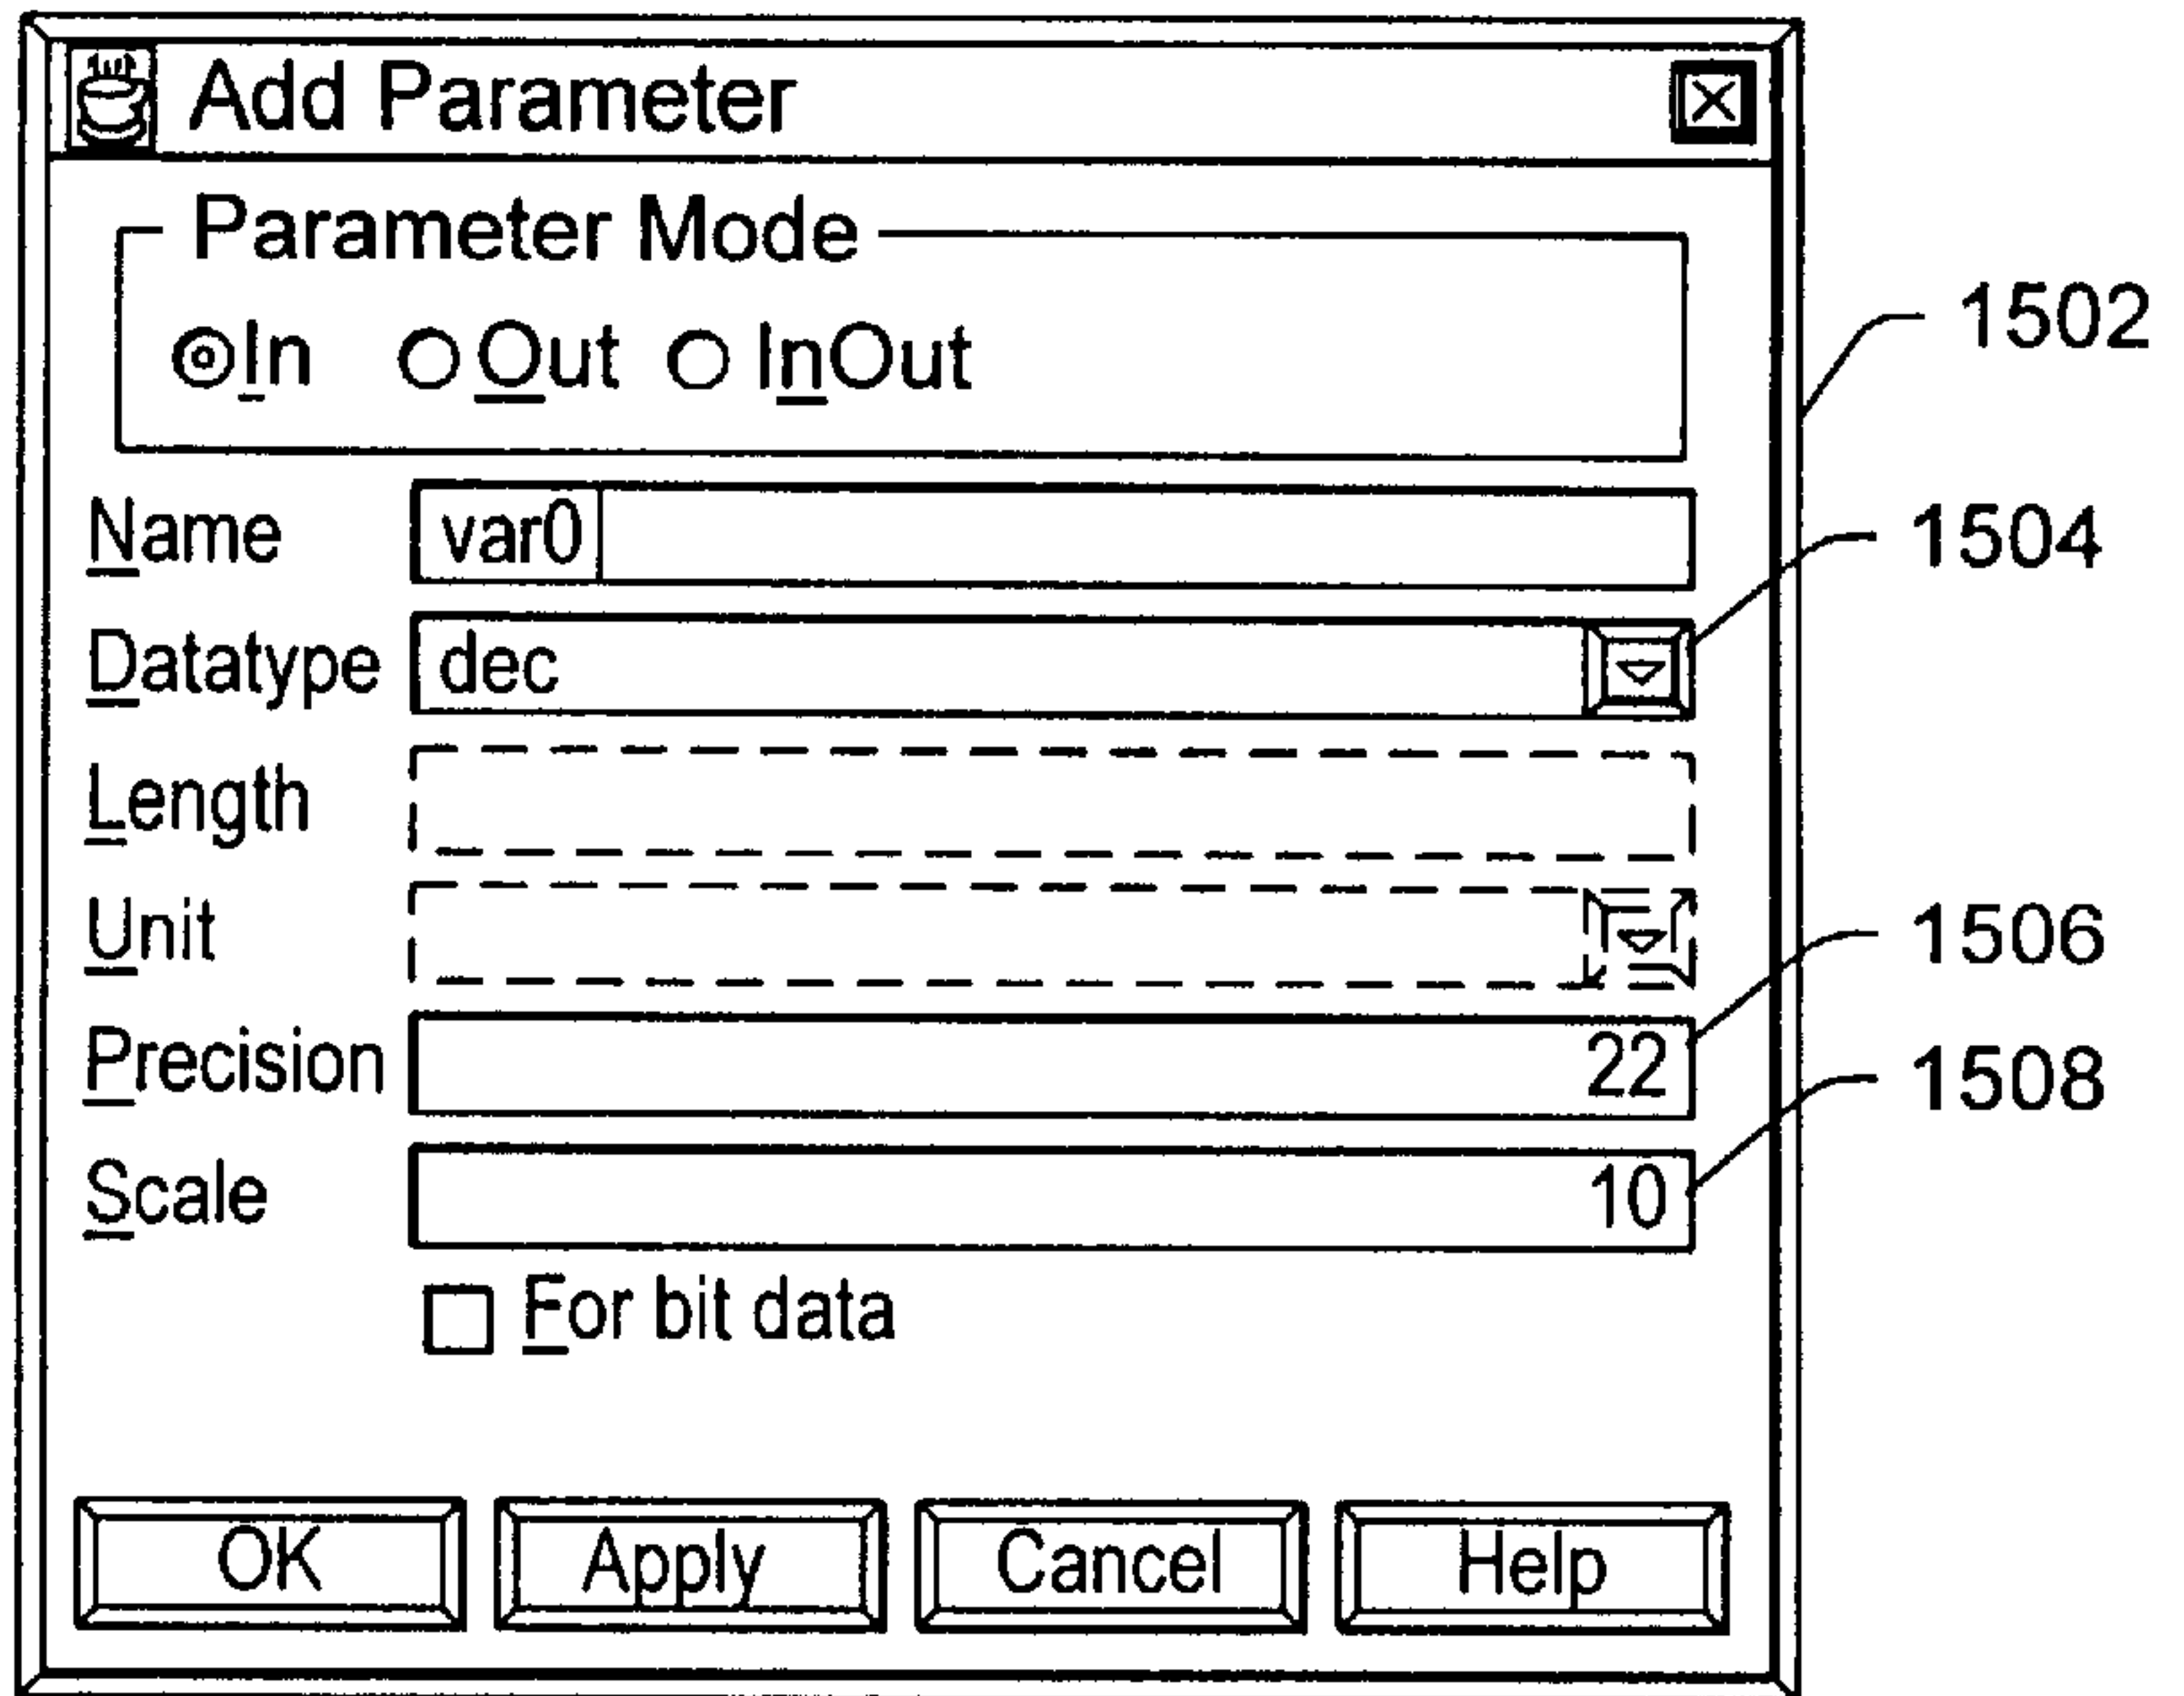 Add Parameter
Parameter Mode
In Out InOut
1502
Name var0
1504
Datatype dec
Length
Unit
1506
Precision 22
1508
Scale 10
For bit data
OK Apply Cancel Help